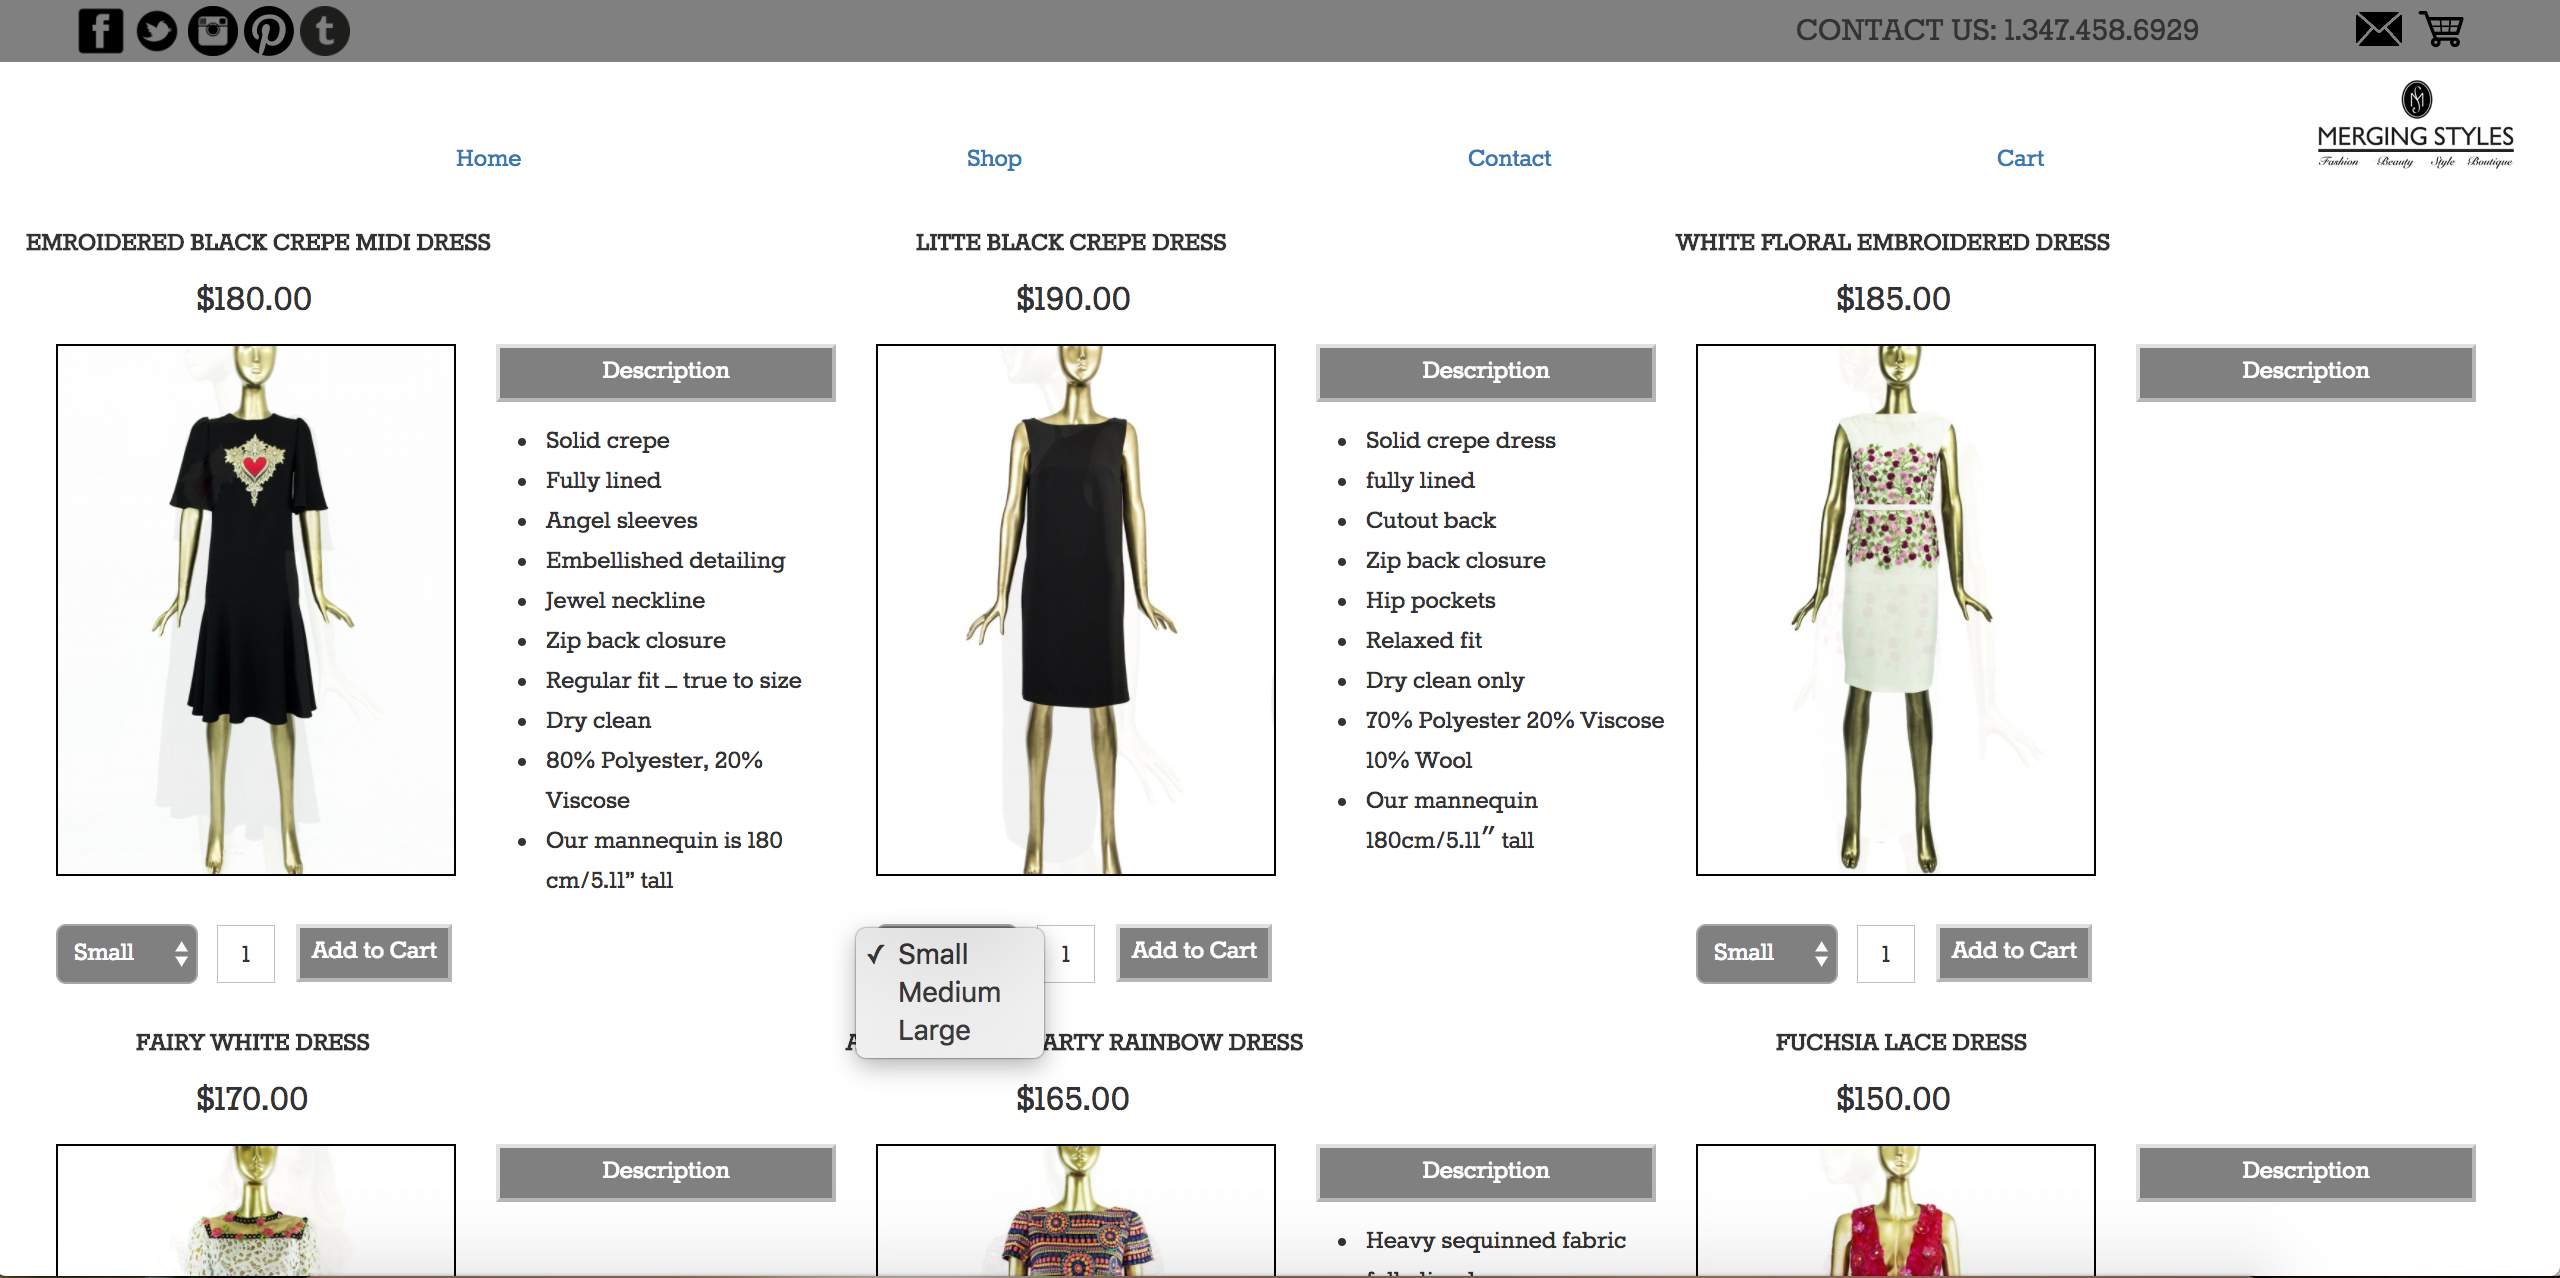 CONTACT US: 1.347.458.6929
MERGING STYLES
Fashion Beauty Style Boutique
Home Shop Contact Cart
EMROIDERED BLACK CREPE MIDI DRESS
$180.00
Description
Solid crepe
Fully lined
Angel sleeves
Embellished detailing
Jewel neckline
Zip back closure
Regular fit – true to size
Dry clean
80% Polyester, 20%
Viscose
Our mannequin is 180
cm/5.11” tall
Small 1 Add to Cart
LITTE BLACK CREPE DRESS
$190.00
Description
Solid crepe dress
fully lined
Cutout back
Zip back closure
Hip pockets
Relaxed fit
Dry clean only
70% Polyester 20% Viscose
10% Wool
Our mannequin
180cm/5.11″ tall
✓ Small
Medium
Large
1 Add to Cart
WHITE FLORAL EMBROIDERED DRESS
$185.00
Description
Small 1 Add to Cart
FAIRY WHITE DRESS
$170.00
Description
ARTY RAINBOW DRESS
$165.00
Description
Heavy sequinned fabric
FUCHSIA LACE DRESS
$150.00
Description